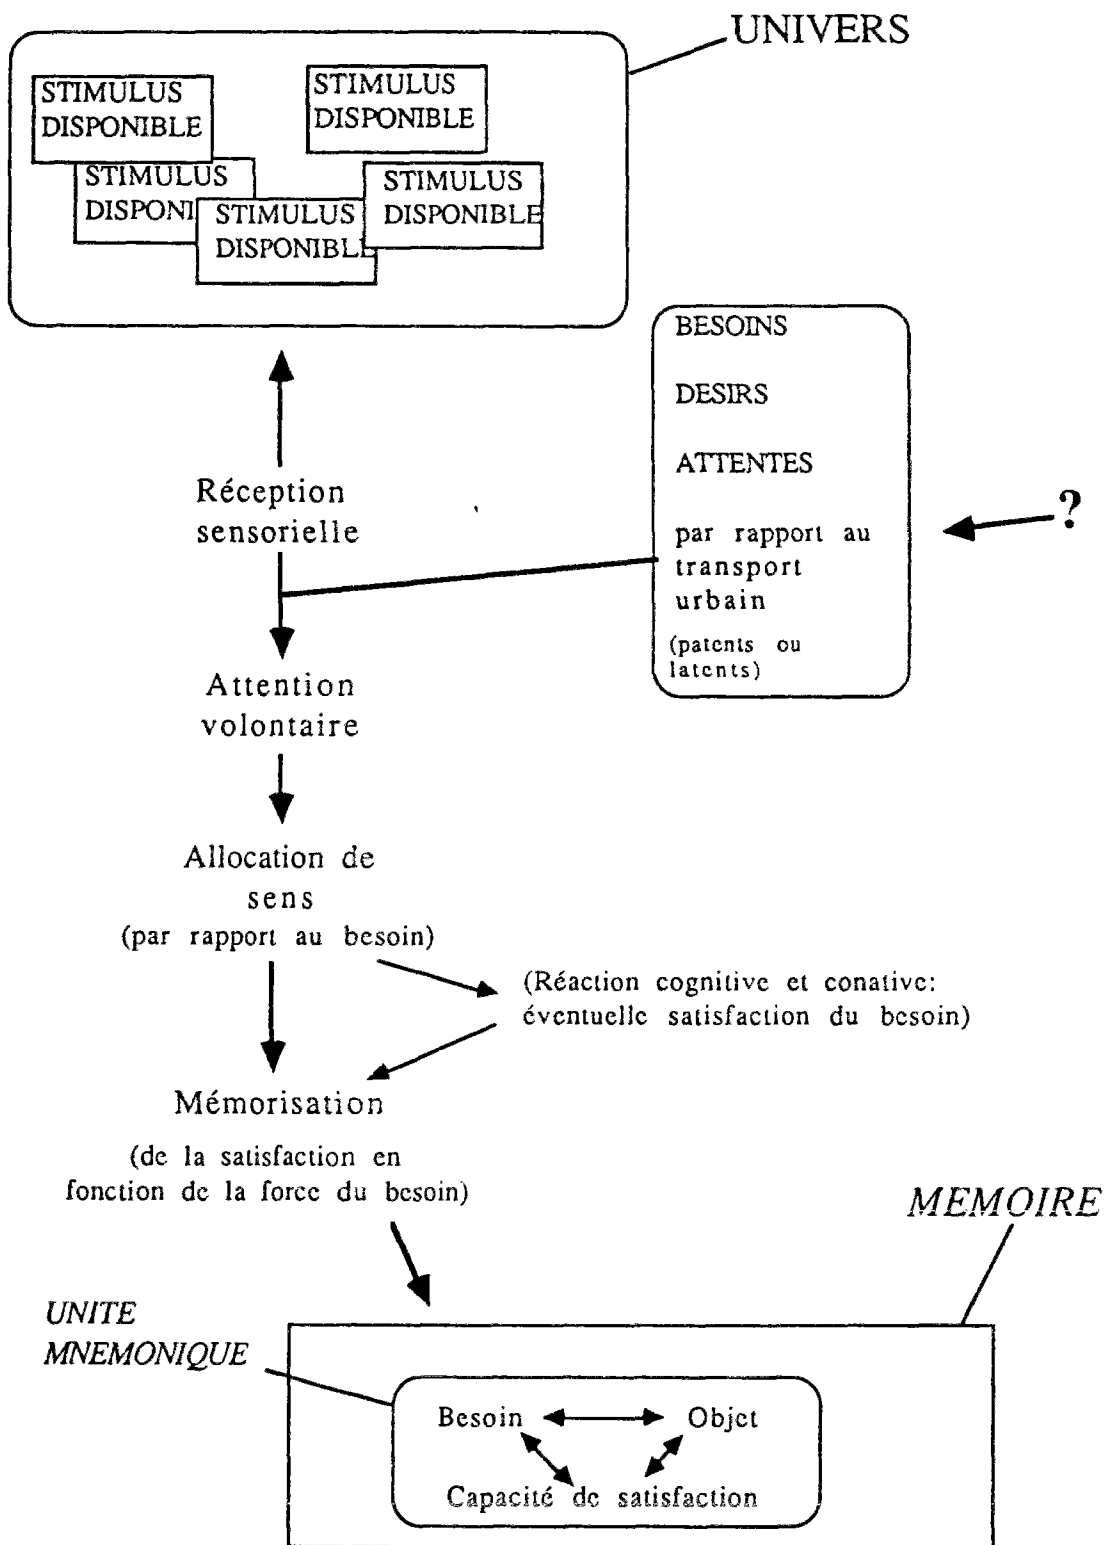 UNIVERS
STIMULUS
DISPONIBLE
STIMULUS
DISPONIBLE
STIMULUS
DISPONI
STIMULUS
DISPONIBLE
STIMULUS
DISPONIBLE
BESOINS
DESIRS
ATTENTES
par rapport au
transport
urbain
(patents ou
latents)
?
Réception
sensorielle
Attention
volontaire
Allocation de
sens
(par rapport au besoin)
(Réaction cognitive et conative:
éventuelle satisfaction du besoin)
Mémorisation
(de la satisfaction en
fonction de la force du besoin)
MEMOIRE
UNITE
MNEMONIQUE
Besoin
Objet
Capacité de satisfaction